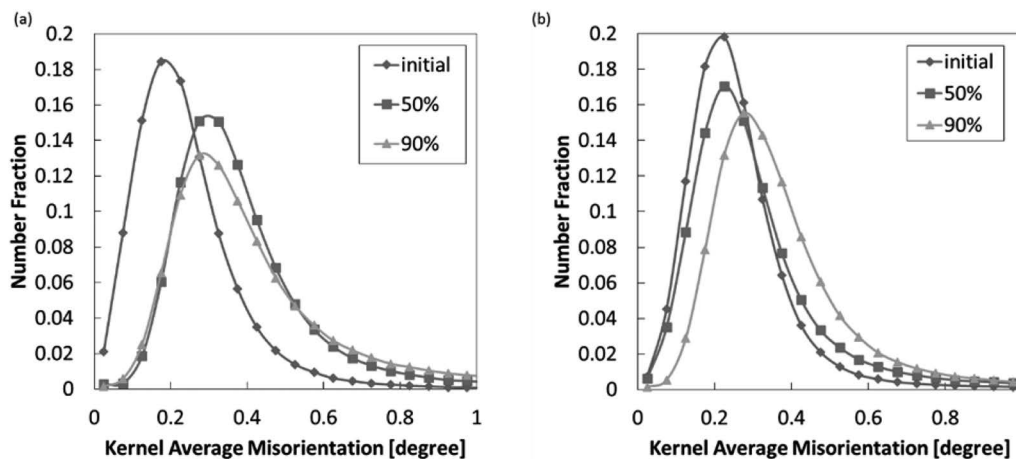 (a)
0.2
0.18
0.16
0.14
0.12
0.1
0.08
0.06
0.04
0.02
0
Number Fraction
initial
50%
90%
0 0.2 0.4 0.6 0.8 1
Kernel Average Misorientation [degree]
(b)
0.2
0.18
0.16
0.14
0.12
0.1
0.08
0.06
0.04
0.02
0
Number Fraction
initial
50%
90%
0 0.2 0.4 0.6 0.8
Kernel Average Misorientation [degree]